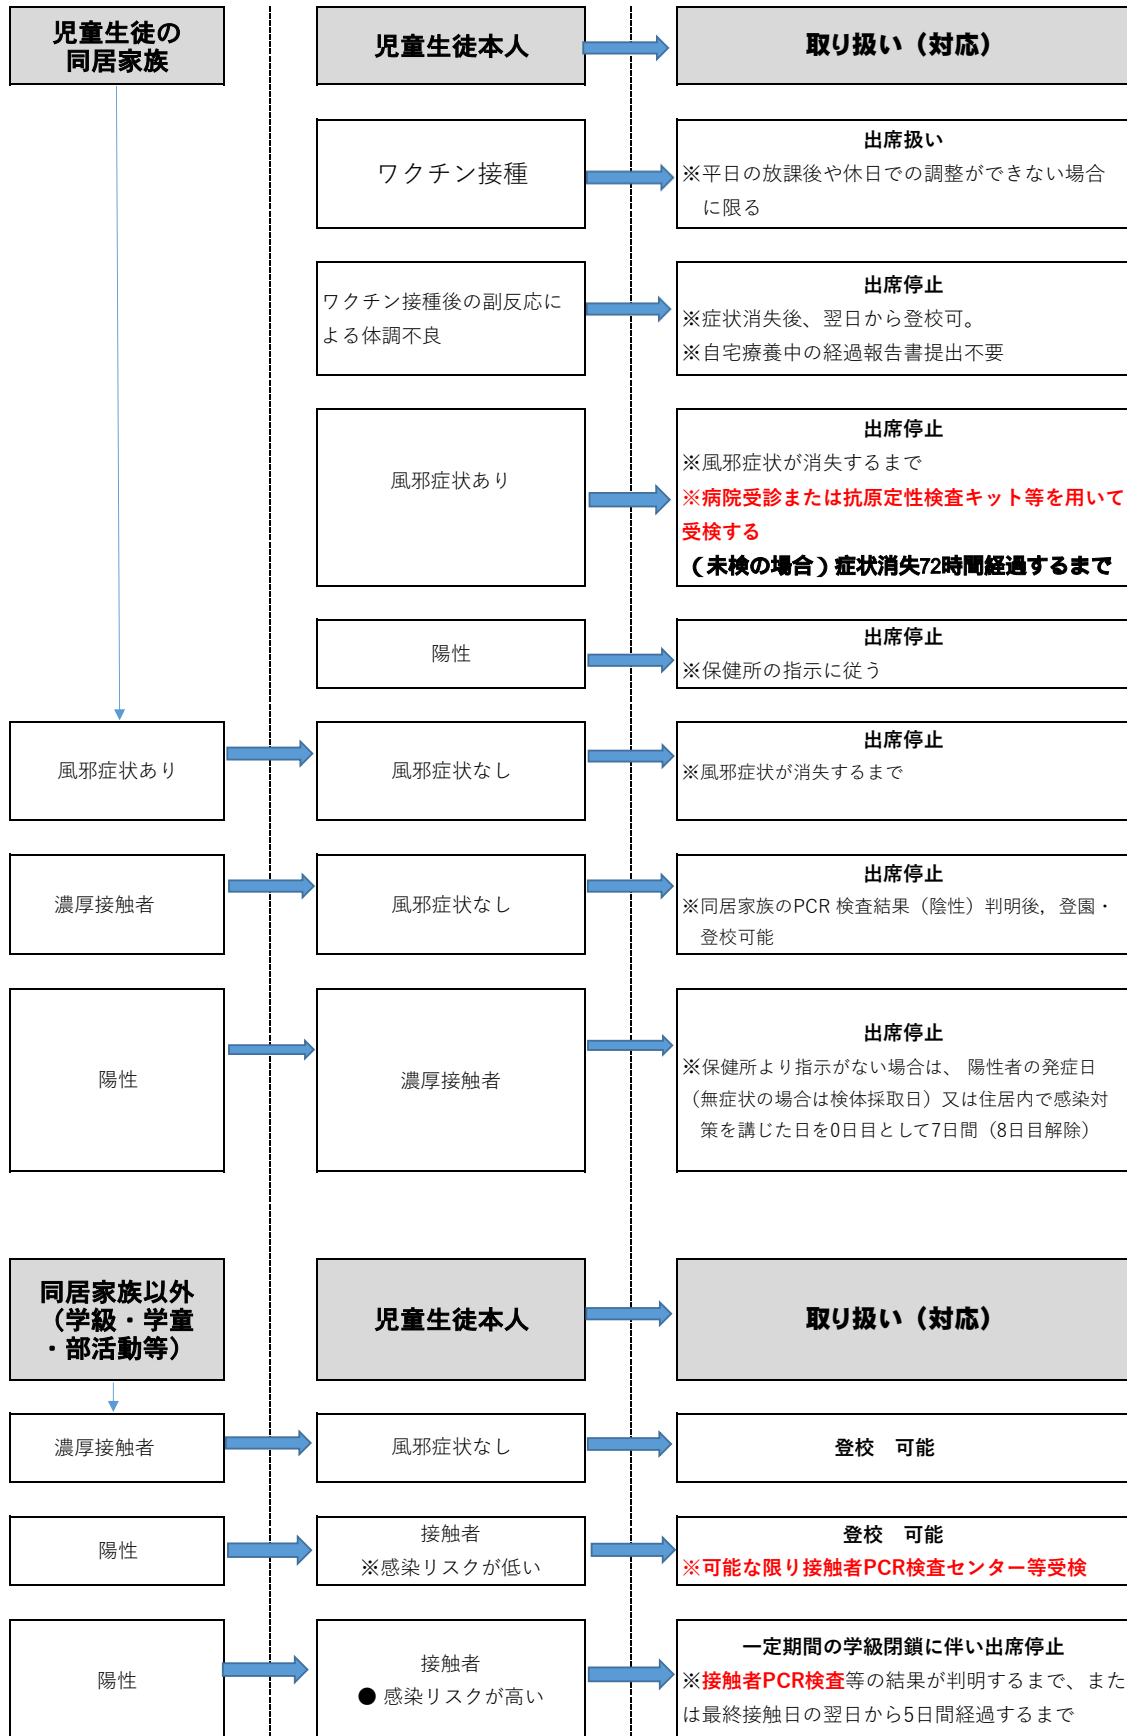 児童生徒の
同居家族
児童生徒本人
取り扱い（対応）
ワクチン接種
出席扱い
※平日の放課後や休日での調整ができない場合
に限る
ワクチン接種後の副反応に
よる体調不良
出席停止
※症状消失後、翌日から登校可。
※自宅療養中の経過報告書提出不要
風邪症状あり
出席停止
※風邪症状が消失するまで
※病院受診または抗原定性検査キット等を用いて
受検する
（未検の場合）症状消失72時間経過するまで
陽性
出席停止
※保健所の指示に従う
風邪症状あり
風邪症状なし
出席停止
※風邪症状が消失するまで
濃厚接触者
風邪症状なし
出席停止
※同居家族のPCR 検査結果（陰性）判明後，登園・
登校可能
陽性
濃厚接触者
出席停止
※保健所より指示がない場合は、 陽性者の発症日
（無症状の場合は検体採取日）又は住居内で感染対
策を講じた日を0日目として7日間（8日目解除）
同居家族以外
（学級・学童
・部活動等）
児童生徒本人
取り扱い（対応）
濃厚接触者
風邪症状なし
登校　可能
陽性
接触者
※感染リスクが低い
登校　可能
※可能な限り接触者PCR検査センター等受検
陽性
接触者
● 感染リスクが高い
一定期間の学級閉鎖に伴い出席停止
※接触者PCR検査等の結果が判明するまで、また
は最終接触日の翌日から5日間経過するまで